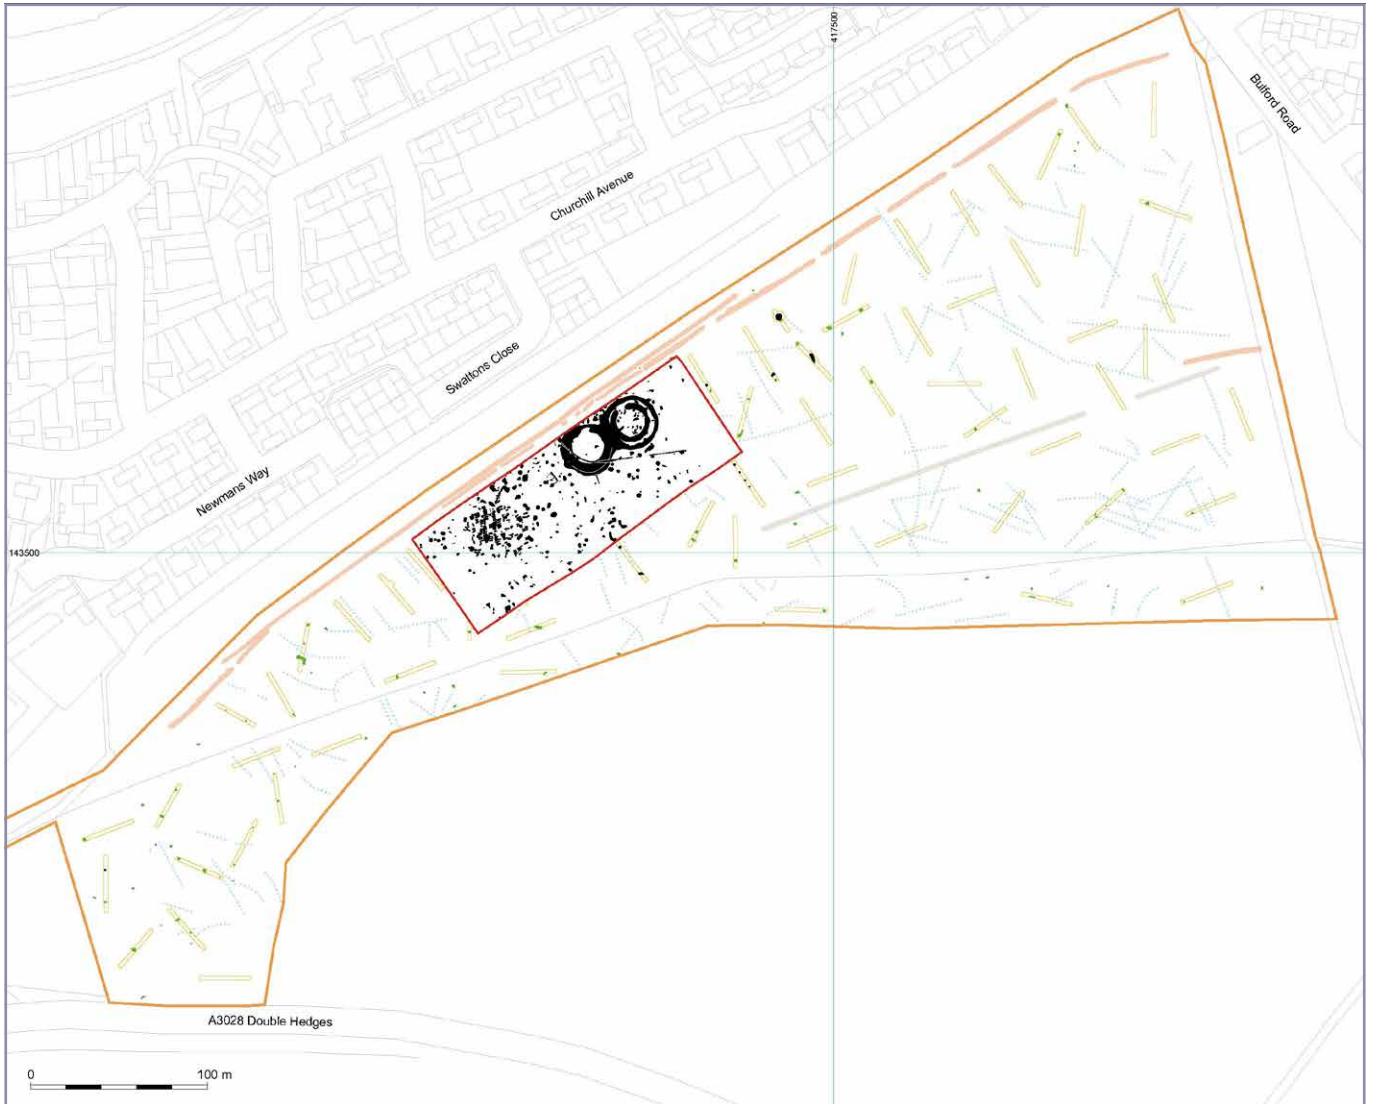 417500
Bulford Road
Churchill Avenue
Swattons Close
Newmans Way
143500
A3028 Double Hedges
0 100 m